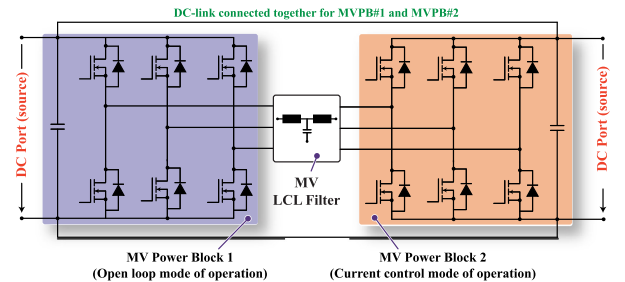 DC-link connected together for MVPB#1 and MVPB#2
DC Port (source)
MV
LCL Filter
DC Port (source)
MV Power Block 1
(Open loop mode of operation)
MV Power Block 2
(Current control mode of operation)